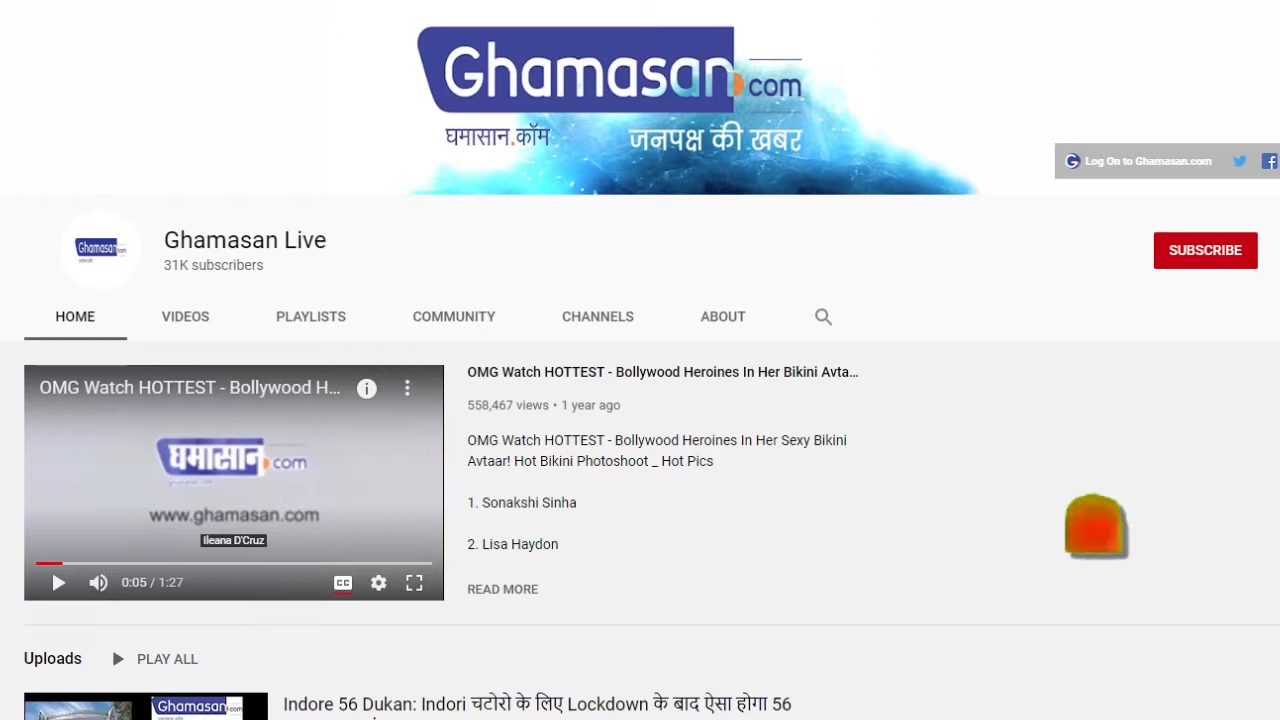 Ghamasan.com
घमासान.कॉम
जनपक्ष की खबर
Log On to Ghamasan.com
Ghamasan.com
Ghamasan Live
31K subscribers
SUBSCRIBE
HOME VIDEOS PLAYLISTS COMMUNITY CHANNELS ABOUT
OMG Watch HOTTEST - Bollywood H...
घमासान.com
www.ghamasan.com
Ileana D'Cruz
0:05 / 1:27
CC
OMG Watch HOTTEST - Bollywood Heroines In Her Bikini Avta...
558,467 views • 1 year ago
OMG Watch HOTTEST - Bollywood Heroines In Her Sexy Bikini
Avtaar! Hot Bikini Photoshoot _ Hot Pics
1. Sonakshi Sinha
2. Lisa Haydon
READ MORE
Uploads PLAY ALL
Ghamasan.com
Indore 56 Dukan: Indori चटोरो के लिए Lockdown के बाद ऐसा होगा 56